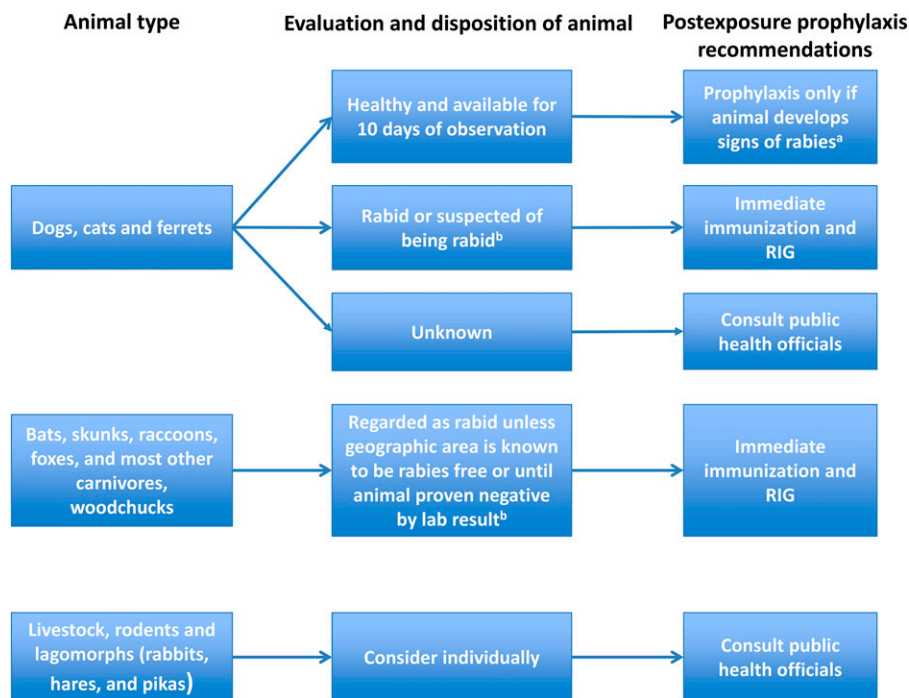 Animal type
Evaluation and disposition of animal
Postexposure prophylaxis
recommendations
Healthy and available for
10 days of observation
Prophylaxis only if
animal develops
signs of rabiesᵃ
Dogs, cats and ferrets
Rabid or suspected of
being rabidᵇ
Immediate
immunization and
RIG
Unknown
Consult public
health officials
Bats, skunks, raccoons,
foxes, and most other
carnivores,
woodchucks
Regarded as rabid unless
geographic area is known
to be rabies free or until
animal proven negative
by lab resultᵇ
Immediate
immunization and
RIG
Livestock, rodents and
lagomorphs (rabbits,
hares, and pikas)
Consider individually
Consult public
health officials